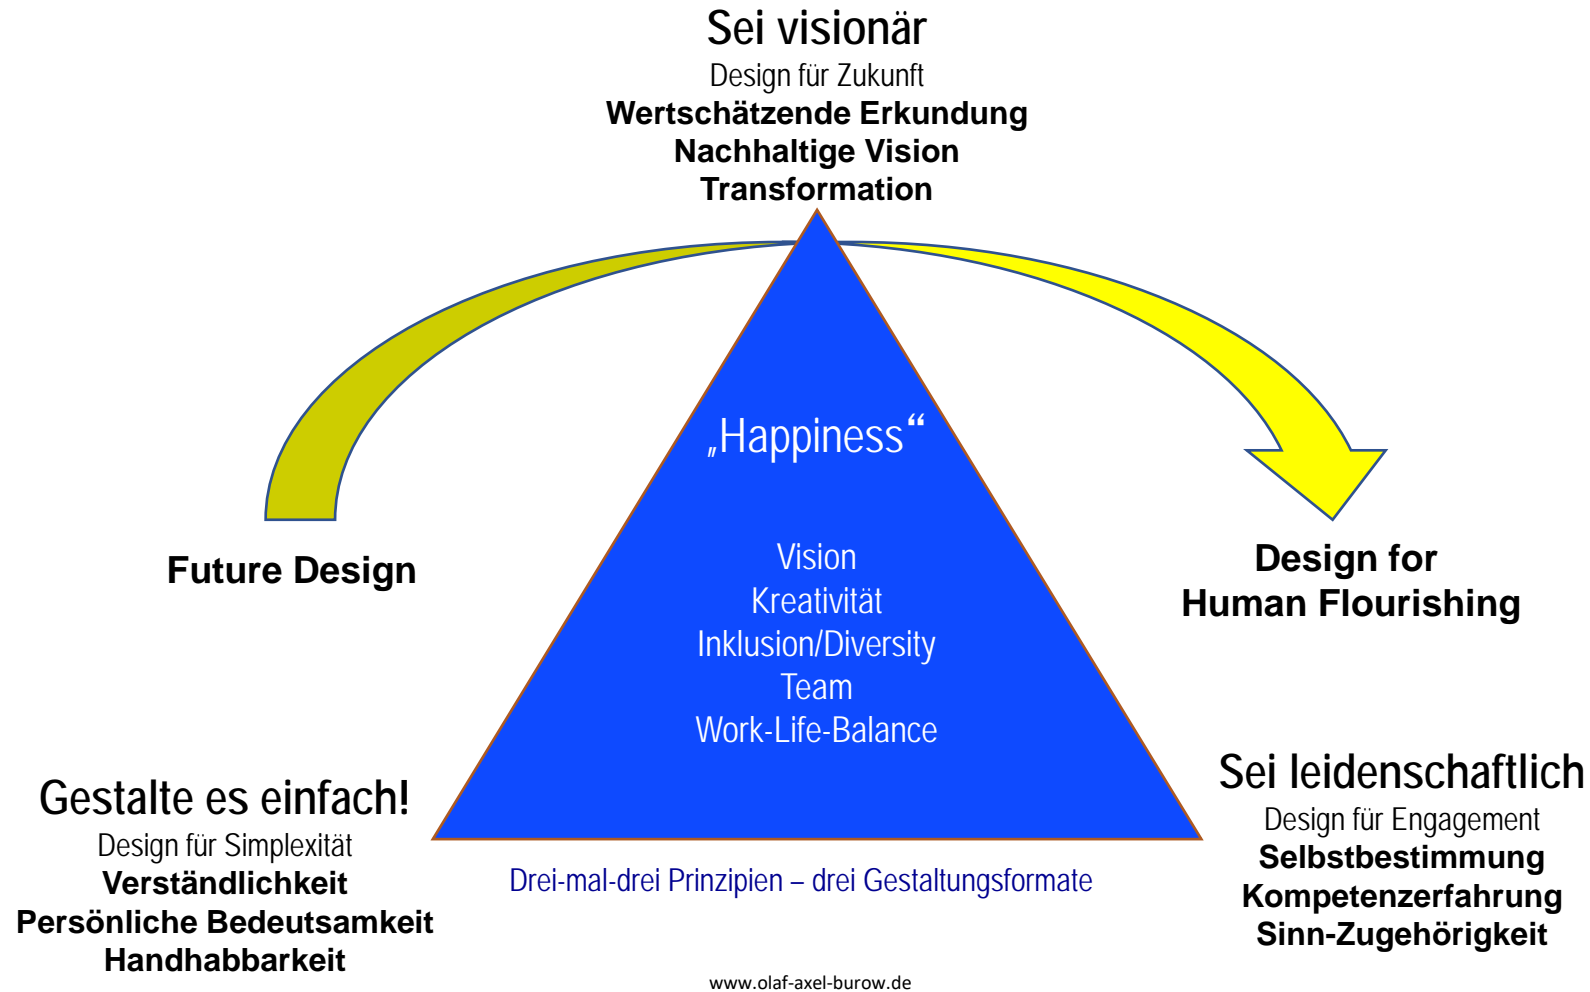 Sei visionär
Design für Zukunft
Wertschätzende Erkundung
Nachhaltige Vision
Transformation
„Happiness“
Future Design
Design for
Human Flourishing
Vision
Kreativität
Inklusion/Diversity
Team
Work-Life-Balance
Gestalte es einfach!
Design für Simplexität
Verständlichkeit
Persönliche Bedeutsamkeit
Handhabbarkeit
Sei leidenschaftlich
Design für Engagement
Selbstbestimmung
Kompetenzerfahrung
Sinn-Zugehörigkeit
Drei-mal-drei Prinzipien – drei Gestaltungsformate
www.olaf-axel-burow.de